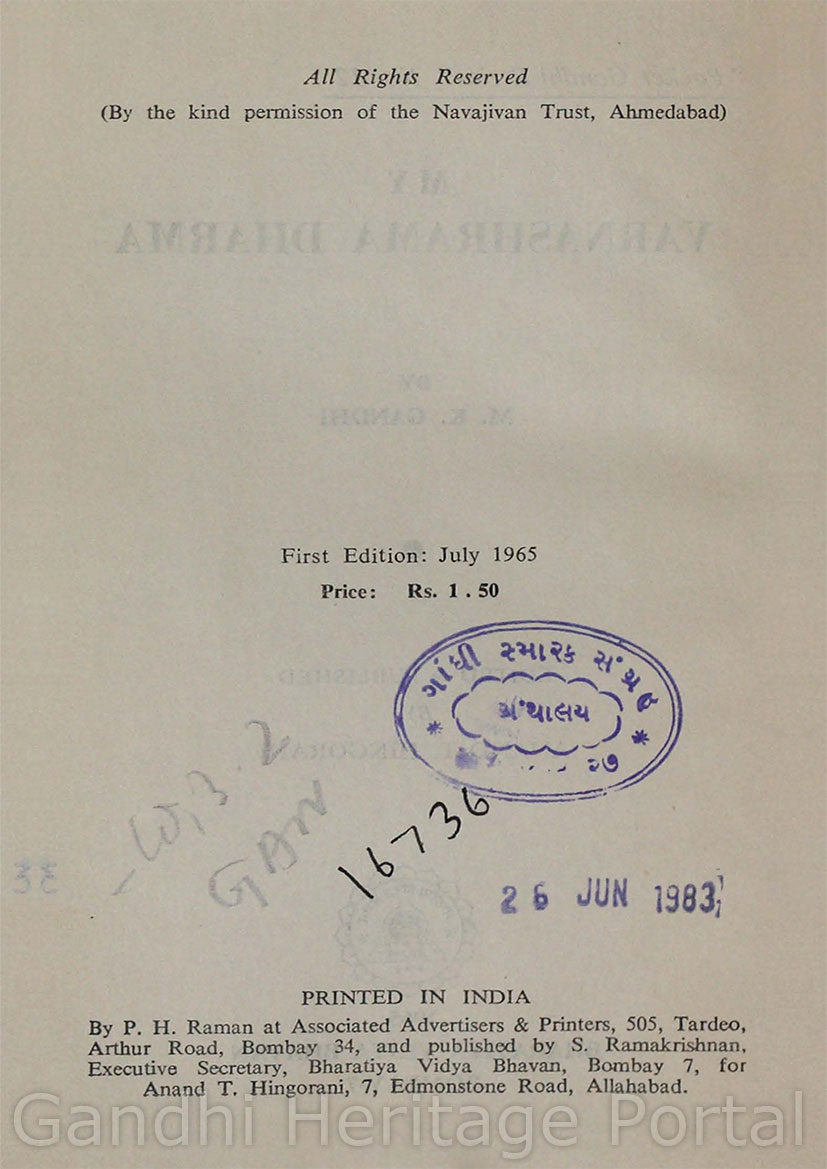 All Rights Reserved
(By the kind permission of the Navajivan Trust, Ahmedabad)
First Edition: July 1965
Price: Rs. 1 . 50
ગાંધી સ્મારક સંગ્રહ
ગ્રંથાલય
૨૭
16736
GAN
26 JUN 1983
PRINTED IN INDIA
By P. H. Raman at Associated Advertisers & Printers, 505, Tardeo,
Arthur Road, Bombay 34, and published by S. Ramakrishnan,
Executive Secretary, Bharatiya Vidya Bhavan, Bombay 7, for
Anand T. Hingorani, 7, Edmonstone Road, Allahabad.
Gandhi Heritage Portal